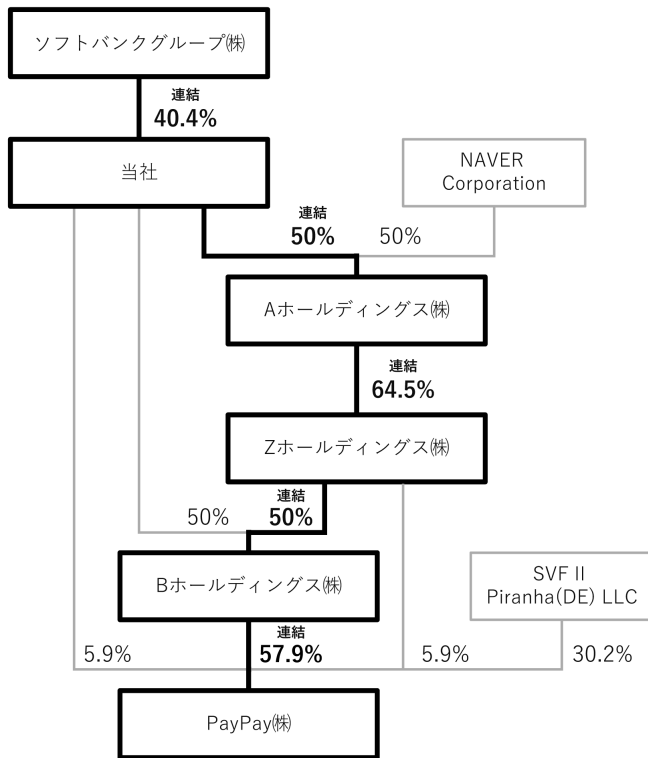 ソフトバンクグループ㈱
連結
40.4%
当社
NAVER
Corporation
連結
50%
50%
Aホールディングス㈱
連結
64.5%
Zホールディングス㈱
50%
連結
50%
Bホールディングス㈱
SVF II
Piranha(DE) LLC
5.9%
連結
57.9%
5.9%
30.2%
PayPay㈱